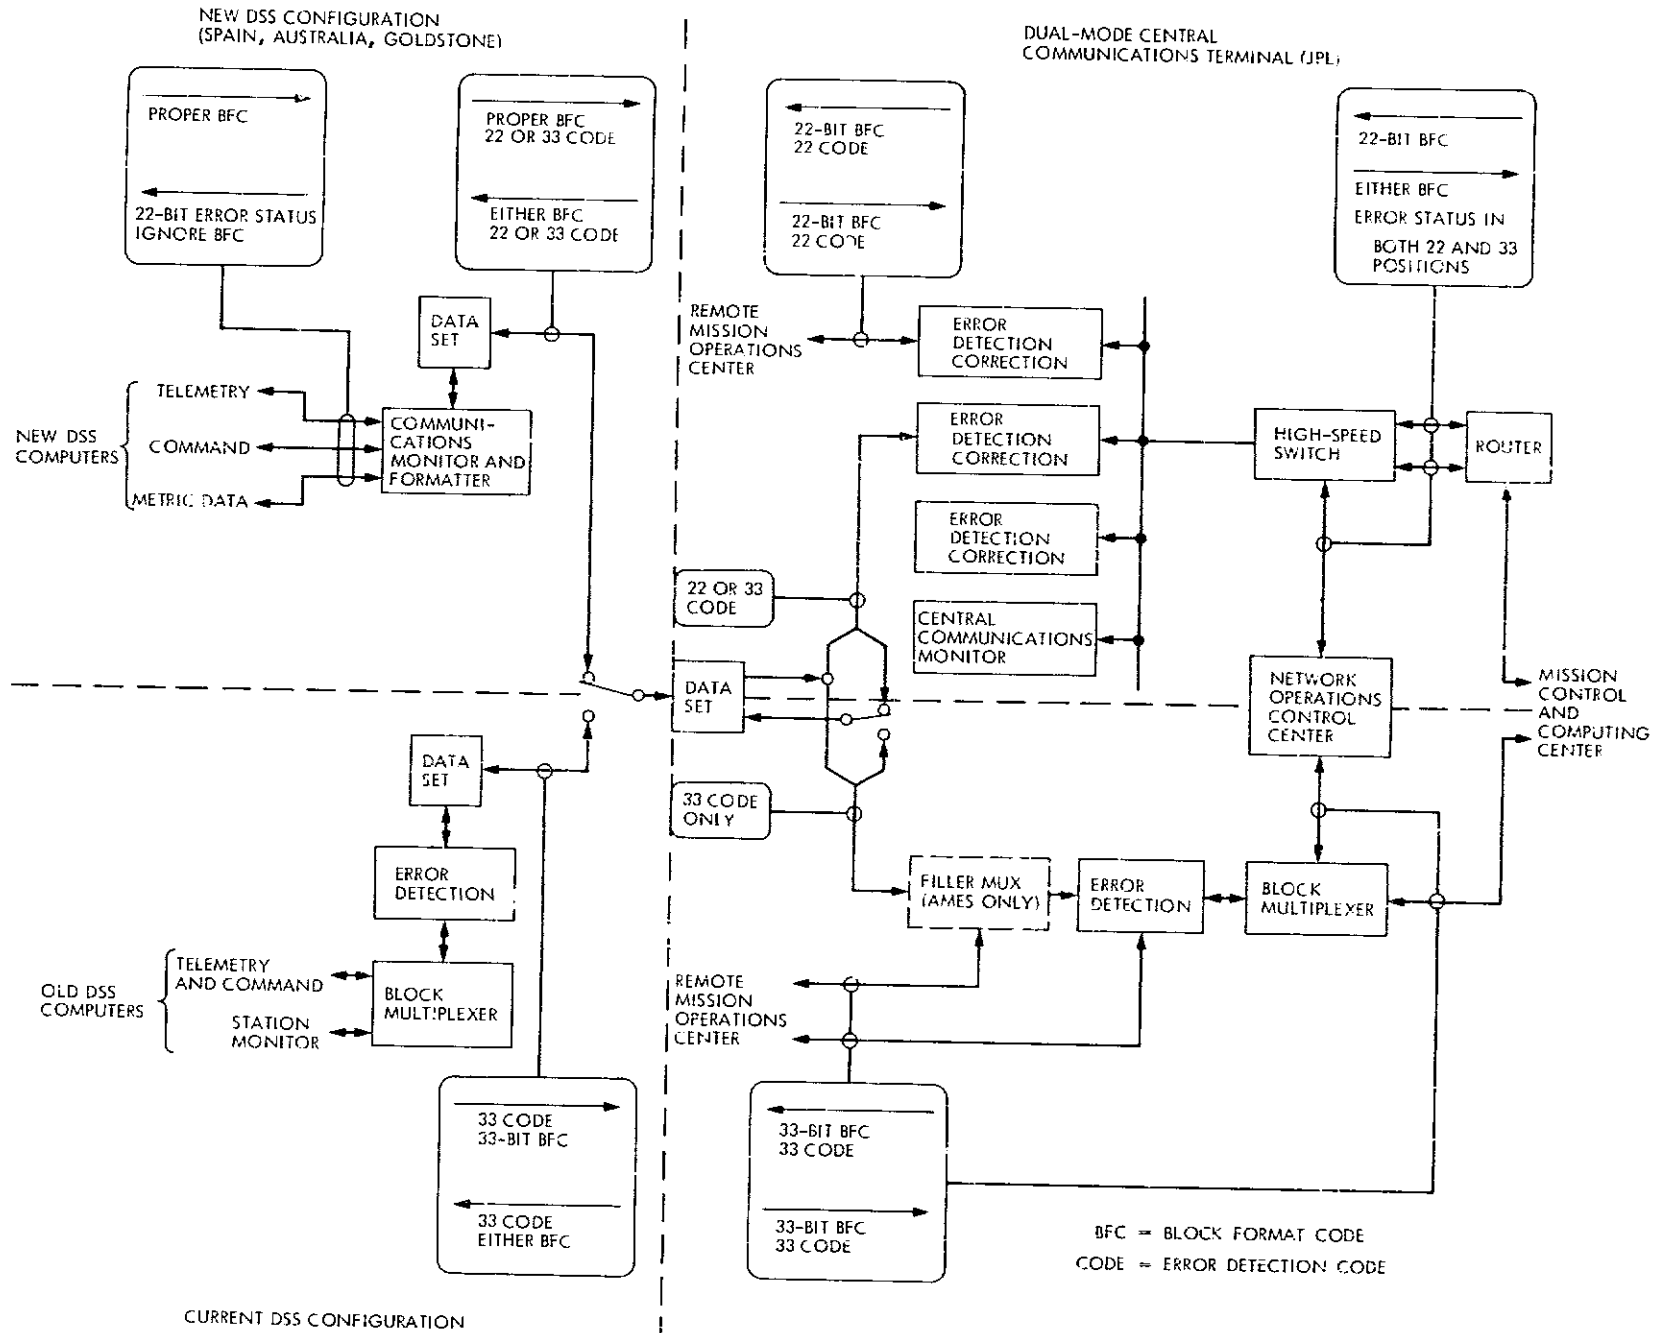 NEW DSS CONFIGURATION
(SPAIN, AUSTRALIA, GOLDSTONE)
DUAL-MODE CENTRAL
COMMUNICATIONS TERMINAL (JPL)
PROPER BFC
22-BIT ERROR STATUS
IGNORE BFC
PROPER BFC
22 OR 33 CODE
EITHER BFC
22 OR 33 CODE
22-BIT BFC
22 CODE
22-BIT BFC
22 CODE
22-BIT BFC
EITHER BFC
ERROR STATUS IN
BOTH 22 AND 33
POSITIONS
DATA
SET
REMOTE
MISSION
OPERATIONS
CENTER
ERROR
DETECTION
CORRECTION
NEW DSS
COMPUTERS
TELEMETRY
COMMAND
METRIC DATA
COMMUNI-
CATIONS
MONITOR AND
FORMATTER
ERROR
DETECTION
CORRECTION
HIGH-SPEED
SWITCH
ROUTER
ERROR
DETECTION
CORRECTION
22 OR 33
CODE
CENTRAL
COMMUNICATIONS
MONITOR
DATA
SET
NETWORK
OPERATIONS
CONTROL
CENTER
MISSION
CONTROL
AND
COMPUTING
CENTER
DATA
SET
33 CODE
ONLY
ERROR
DETECTION
FILLER MUX
(AMES ONLY)
ERROR
DETECTION
BLOCK
MULTIPLEXER
OLD DSS
COMPUTERS
TELEMETRY
AND COMMAND
STATION
MONITOR
BLOCK
MULTIPLEXER
REMOTE
MISSION
OPERATIONS
CENTER
33 CODE
33-BIT BFC
33 CODE
EITHER BFC
33-BIT BFC
33 CODE
33-BIT BFC
33 CODE
BFC = BLOCK FORMAT CODE
CODE = ERROR DETECTION CODE
CURRENT DSS CONFIGURATION